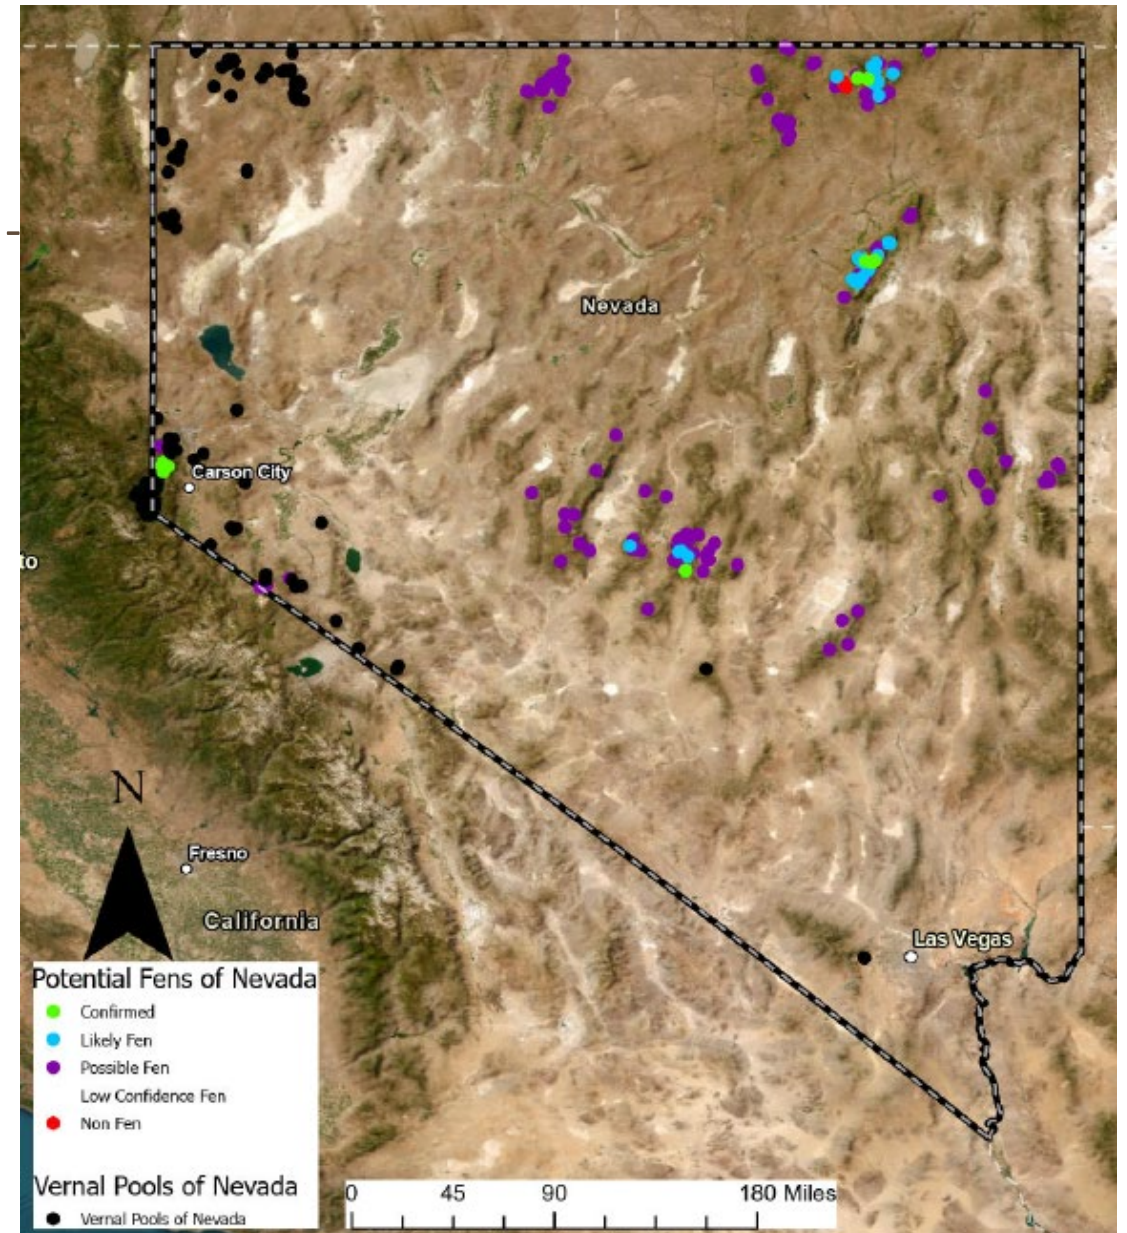 Nevada
Carson City
to
N
Fresno
California
Las Vegas
Potential Fens of Nevada
Confirmed
Likely Fen
Possible Fen
Low Confidence Fen
Non Fen
Vernal Pools of Nevada
Vernal Pools of Nevada
0 45 90 180 Miles